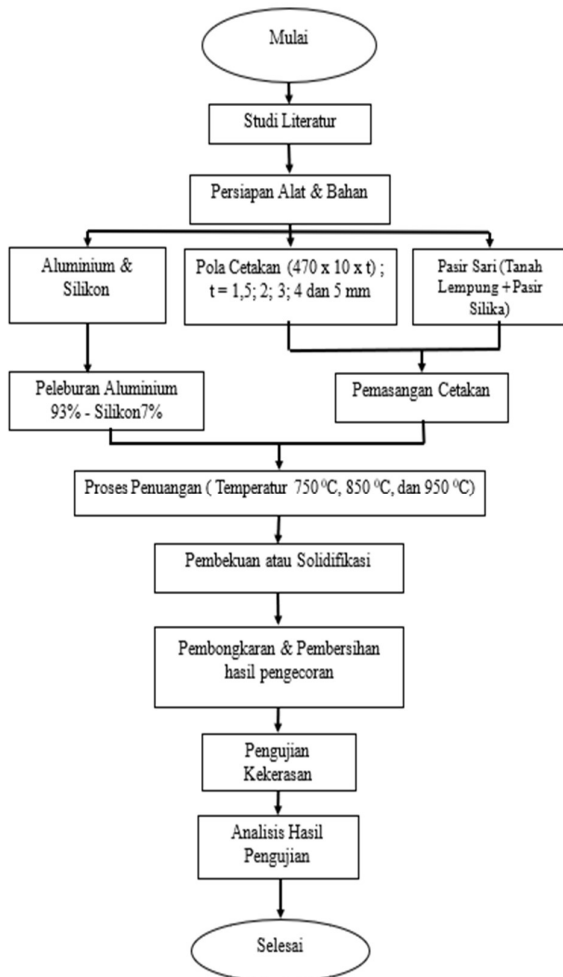 Mulai
Studi Literatur
Persiapan Alat & Bahan
Aluminium &
Silikon
Pola Cetakan (470 x 10 x t) ;
t = 1,5; 2; 3; 4 dan 5 mm
Pasir Sari (Tanah
Lempung +Pasir
Silika)
Peleburan Aluminium
93% - Silikon7%
Pemasangan Cetakan
Proses Penuangan ( Temperatur 750 ⁰C, 850 ⁰C, dan 950 ⁰C)
Pembekuan atau Solidifikasi
Pembongkaran & Pembersihan
hasil pengecoran
Pengujian
Kekerasan
Analisis Hasil
Pengujian
Selesai